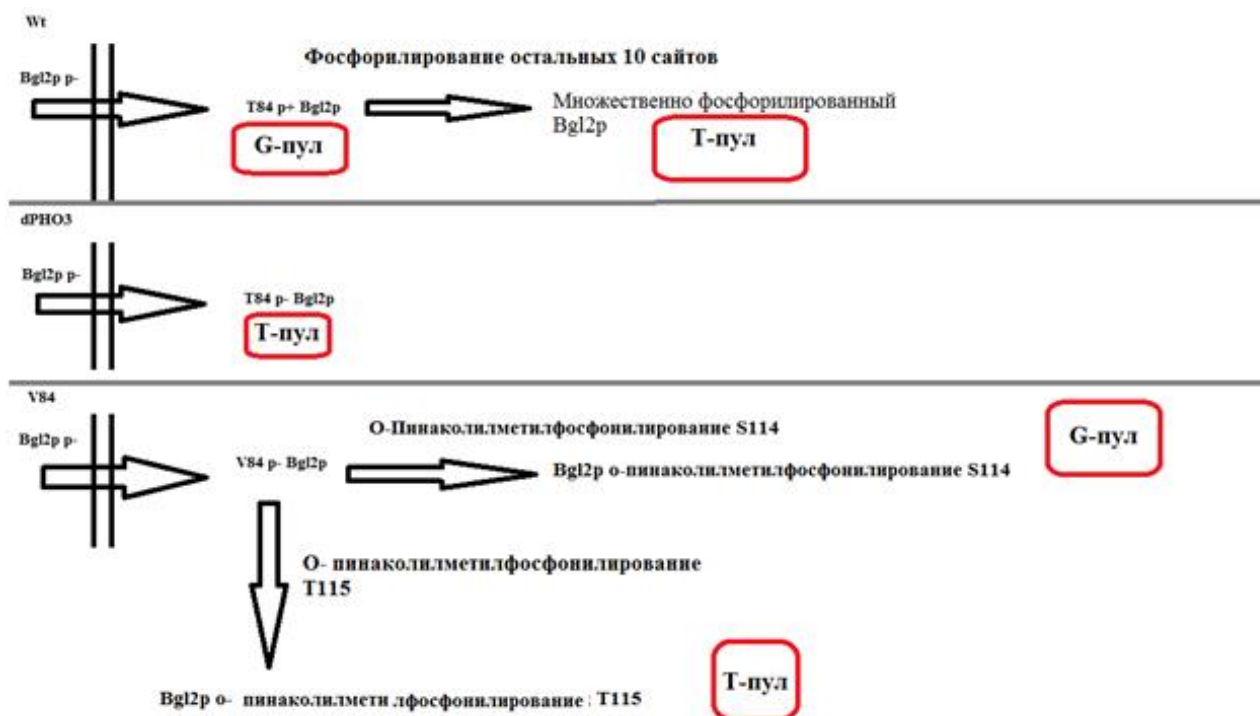 Wt
Фосфорилирование остальных 10 сайтов
Bgl2p p-
T84 p+ Bgl2p
Множественно фосфорилированный
Bgl2p
G-пул
Т-пул
dPHO3
Bgl2p p-
T84 p- Bgl2p
Т-пул
V84
Bgl2p p-
О-Пинаколилметилфосфонилирование S114
G-пул
V84 p- Bgl2p
Bgl2p о-пинаколилметилфосфонилирование S114
О- пинаколилметилфосфонилирование
T115
Т-пул
Bgl2p о- пинаколилмети лфосфонилирование : T115